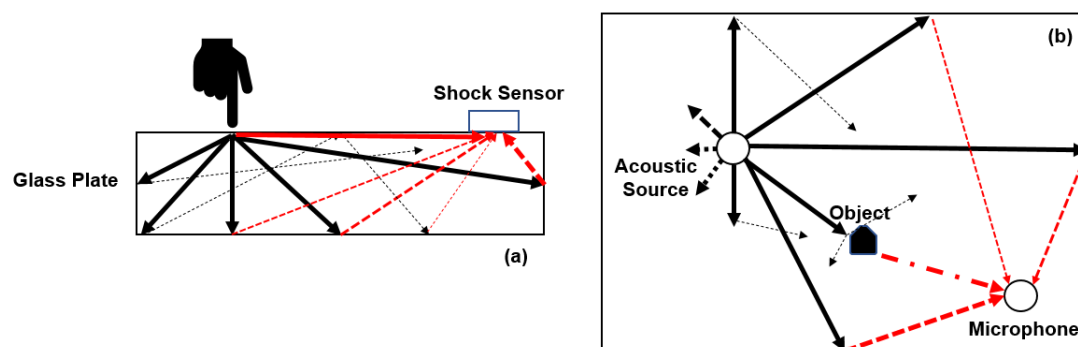 Shock Sensor
Glass Plate
(a)
(b)
Acoustic
Source
Object
Microphone